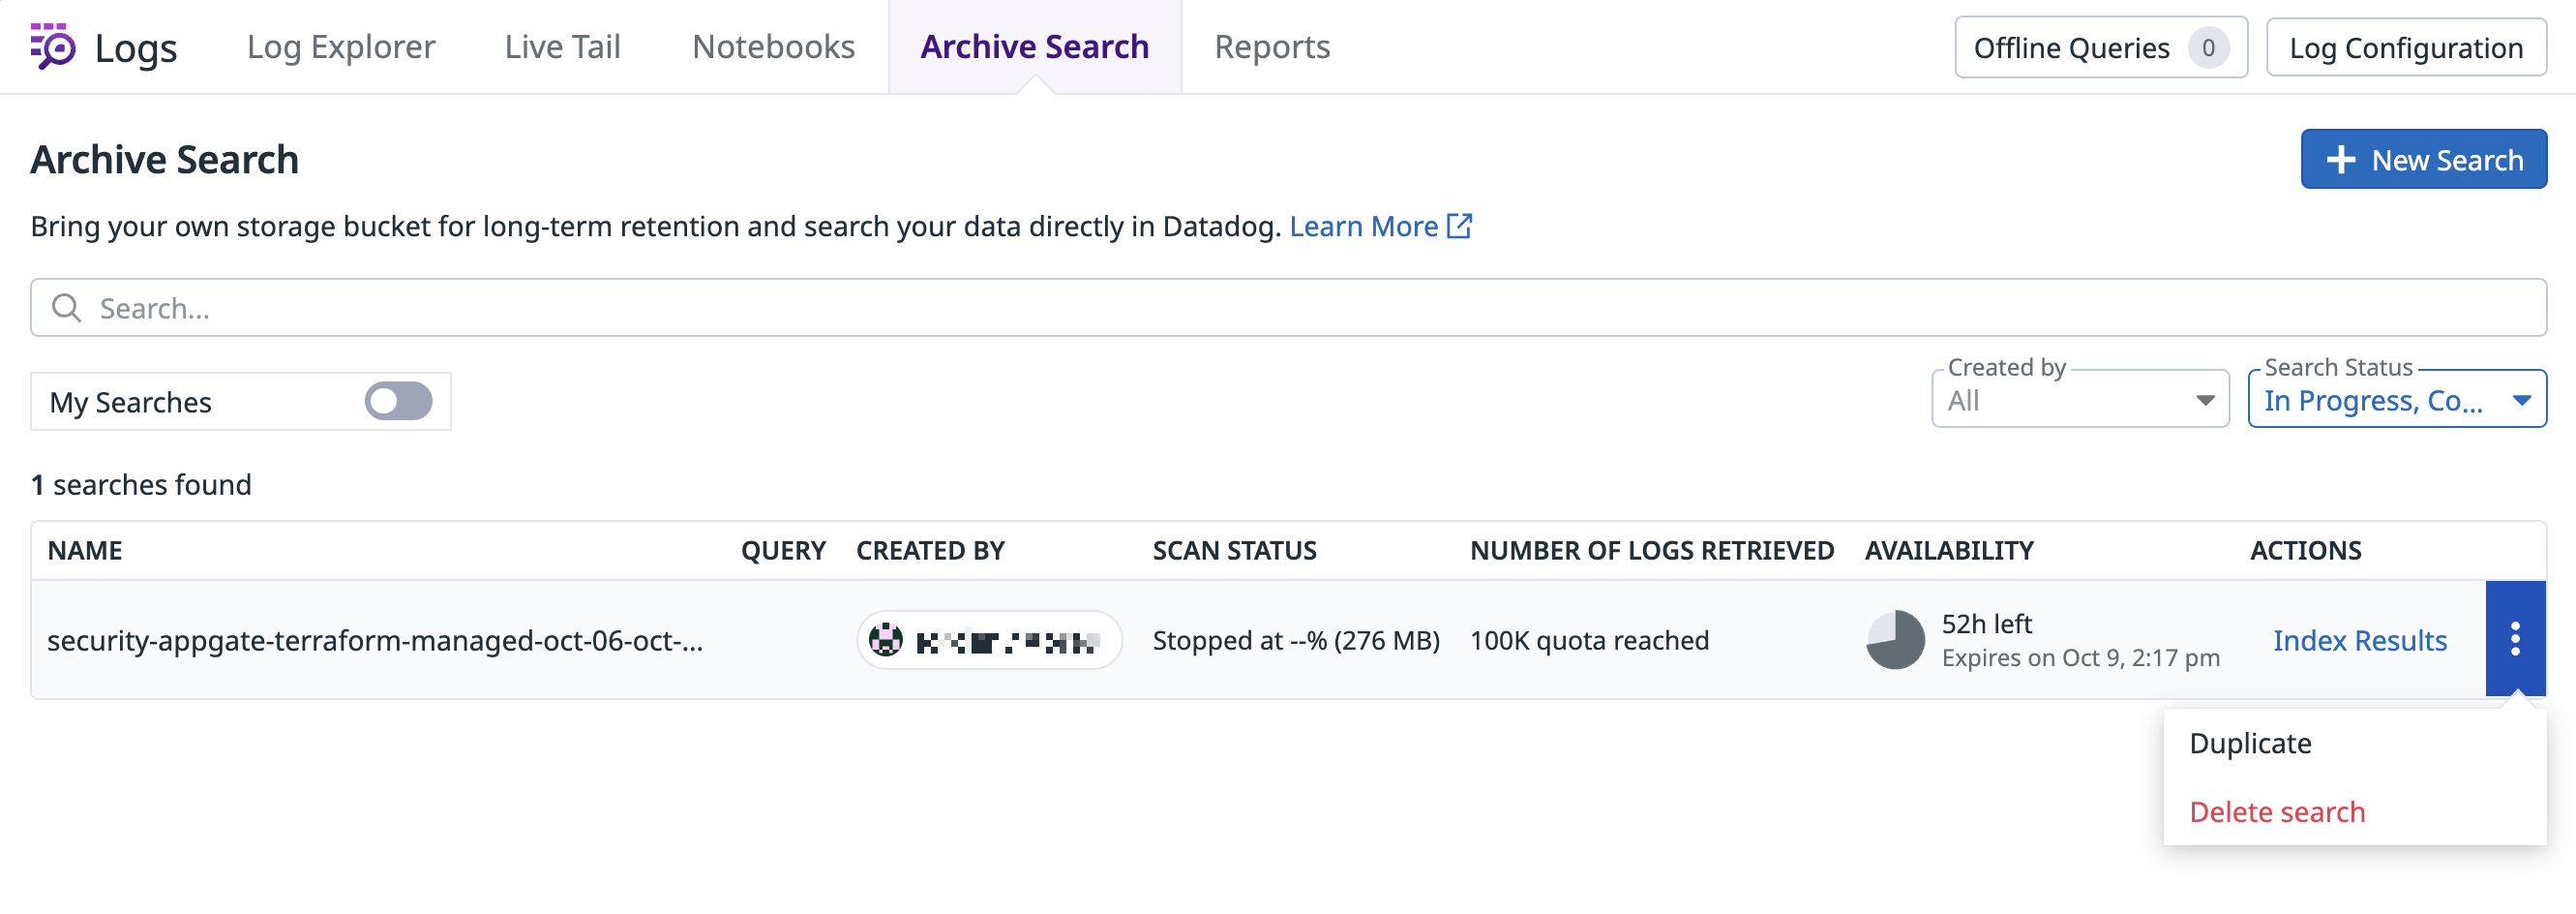 Logs
Log Explorer
Live Tail
Notebooks
Archive Search
Reports
Offline Queries 0
Log Configuration
Archive Search
New Search
Bring your own storage bucket for long-term retention and search your data directly in Datadog. Learn More
Search...
My Searches
Created by
All
Search Status
In Progress, Co...
1 searches found
NAME QUERY CREATED BY SCAN STATUS NUMBER OF LOGS RETRIEVED AVAILABILITY ACTIONS
security-appgate-terraform-managed-oct-06-oct-...
Stopped at --% (276 MB)
100K quota reached
52h left
Expires on Oct 9, 2:17 pm
Index Results
Duplicate
Delete search